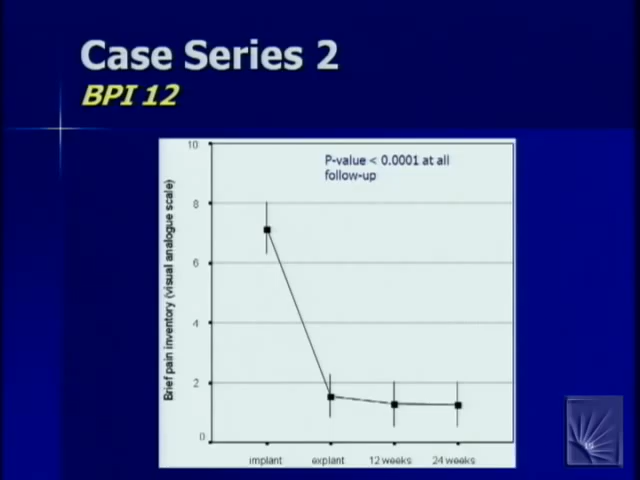 Case Series 2
BPI 12
P-value < 0.0001 at all
follow-up
Brief pain inventory (visual analogue scale)
10
8
6
4
2
0
implant explant 12 weeks 24 weeks